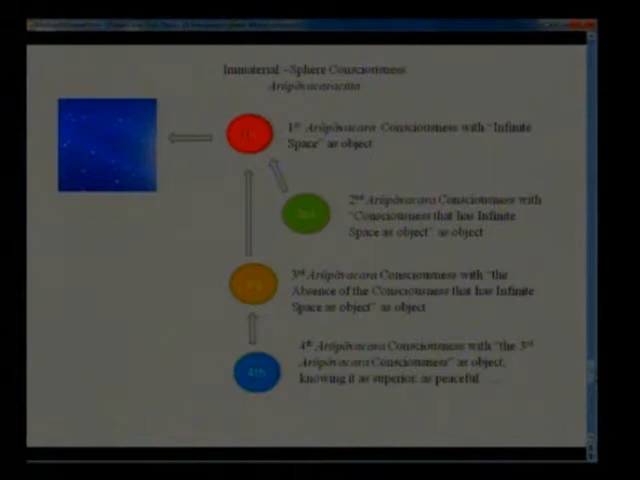 Immaterial –Sphere Consciousness
Arūpāvacaracitta
1st Arūpāvacara Consciousness with "Infinite
Space" as object
2nd Arūpāvacara Consciousness with
"Consciousness that has Infinite
Space as object" as object
3rd Arūpāvacara Consciousness with "the
Absence of the Consciousness that has Infinite
Space as object" as object
4th Arūpāvacara Consciousness with "the 3rd
Arūpāvacara Consciousness" as object,
knowing it as superior, as peaceful ...
4th